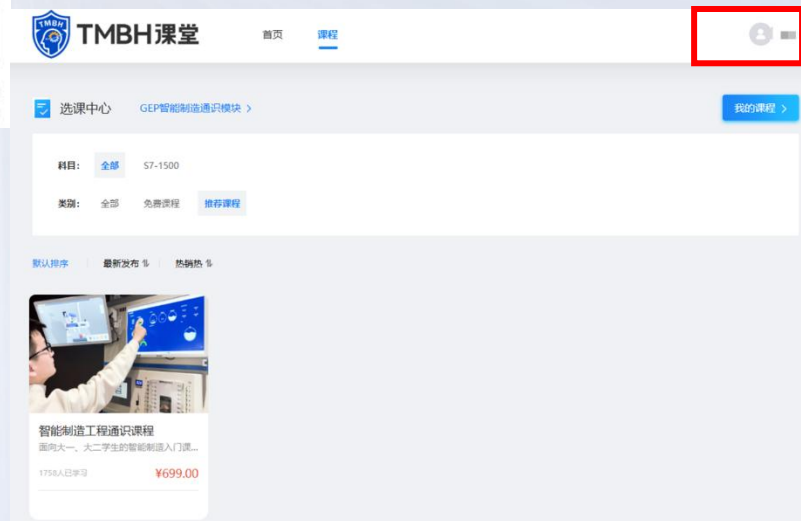 TMBH
TMBH课堂
首页
课程
选课中心
GEP智能制造通识模块 >
我的课程 >
科目：
全部
S7-1500
类别：
全部
免费课程
推荐课程
默认排序
最新发布
热销热
智能制造工程通识课程
面向大一、大二学生的智能制造入门课...
1758人已学习
¥699.00